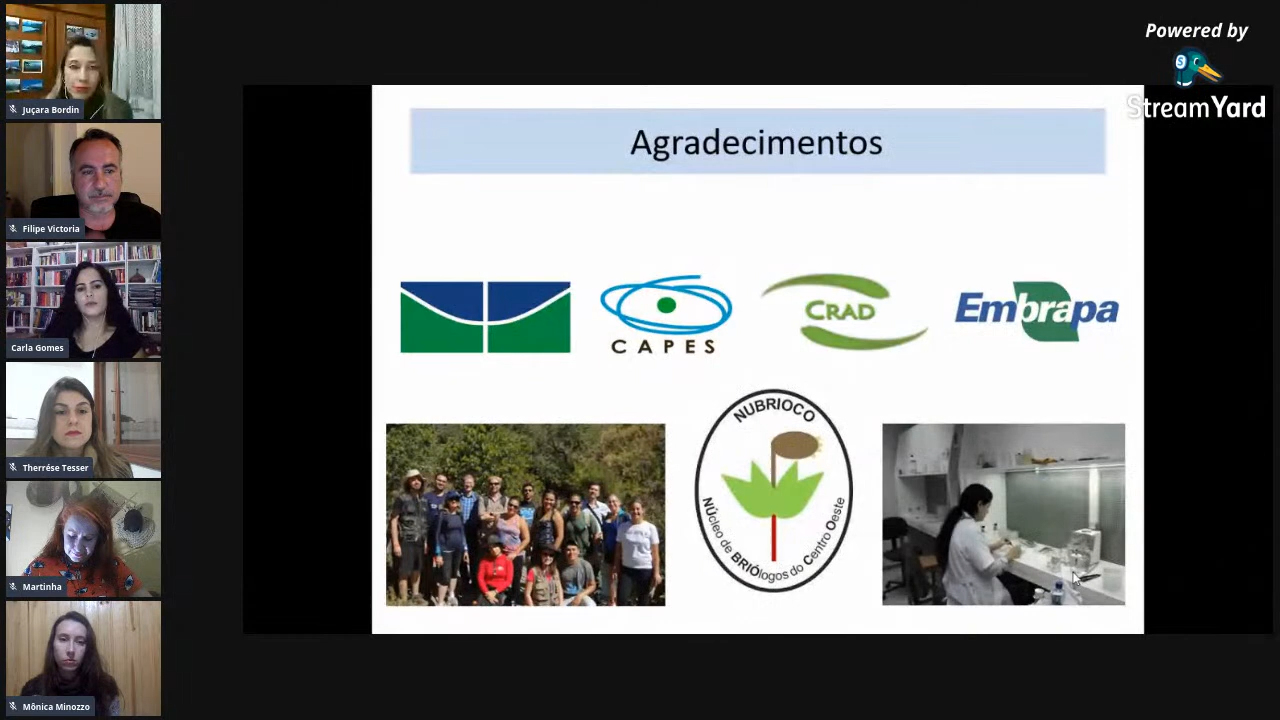 Juçara Bordin
Filipe Victoria
Carla Gomes
Therrése Tesser
Martinha
Mônica Minozzo
Powered by
StreamYard
Agradecimentos
CAPES
CRAD
Embrapa
NUBRIOCO
NÚcleo de BRIÓlogos do Centro Oeste